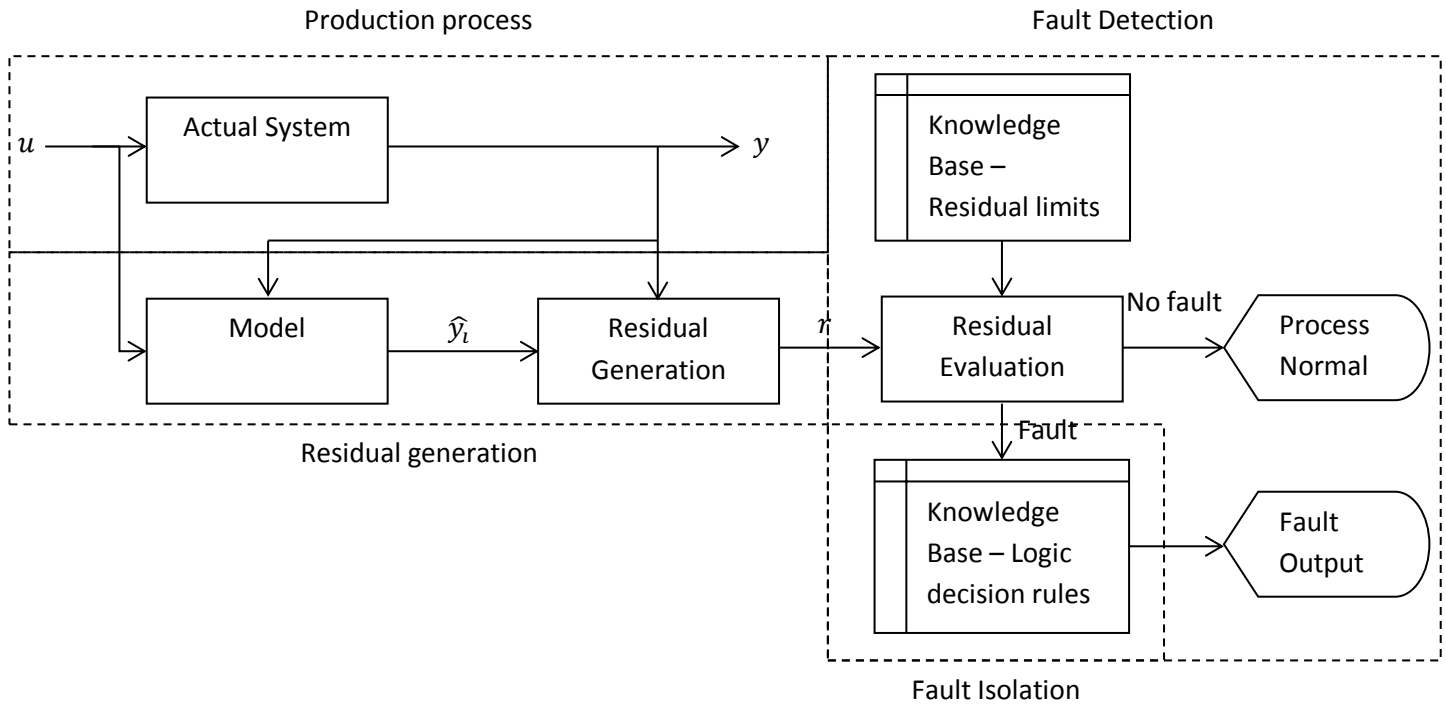 Production process
Fault Detection
Actual System
u
y
Knowledge
Base –
Residual limits
Model
ŷᵢ
Residual
Generation
r
Residual
Evaluation
No fault
Process
Normal
Residual generation
Fault
Knowledge
Base – Logic
decision rules
Fault
Output
Fault Isolation